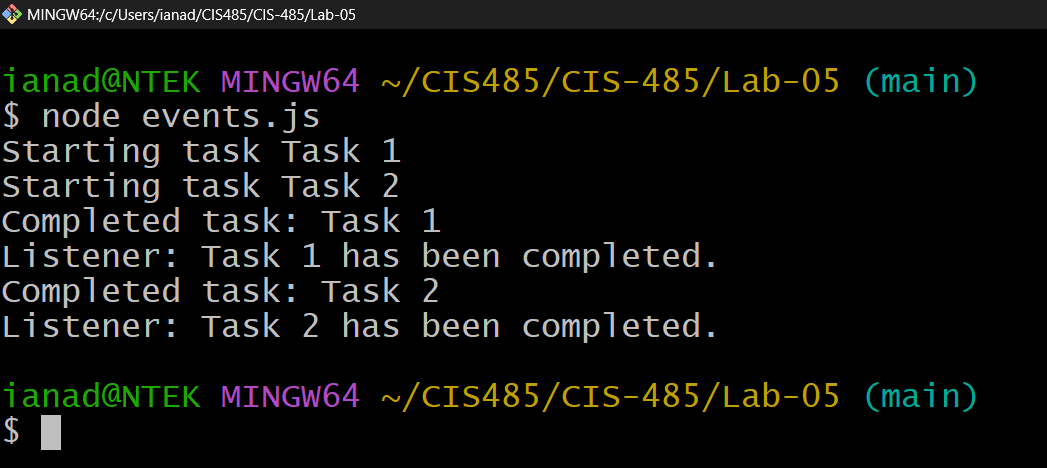 MINGW64:/c/Users/ianad/CIS485/CIS-485/Lab-05
ianad@NTEK MINGW64 ~/CIS485/CIS-485/Lab-05 (main)
$ node events.js
Starting task Task 1
Starting task Task 2
Completed task: Task 1
Listener: Task 1 has been completed.
Completed task: Task 2
Listener: Task 2 has been completed.
ianad@NTEK MINGW64 ~/CIS485/CIS-485/Lab-05 (main)
$